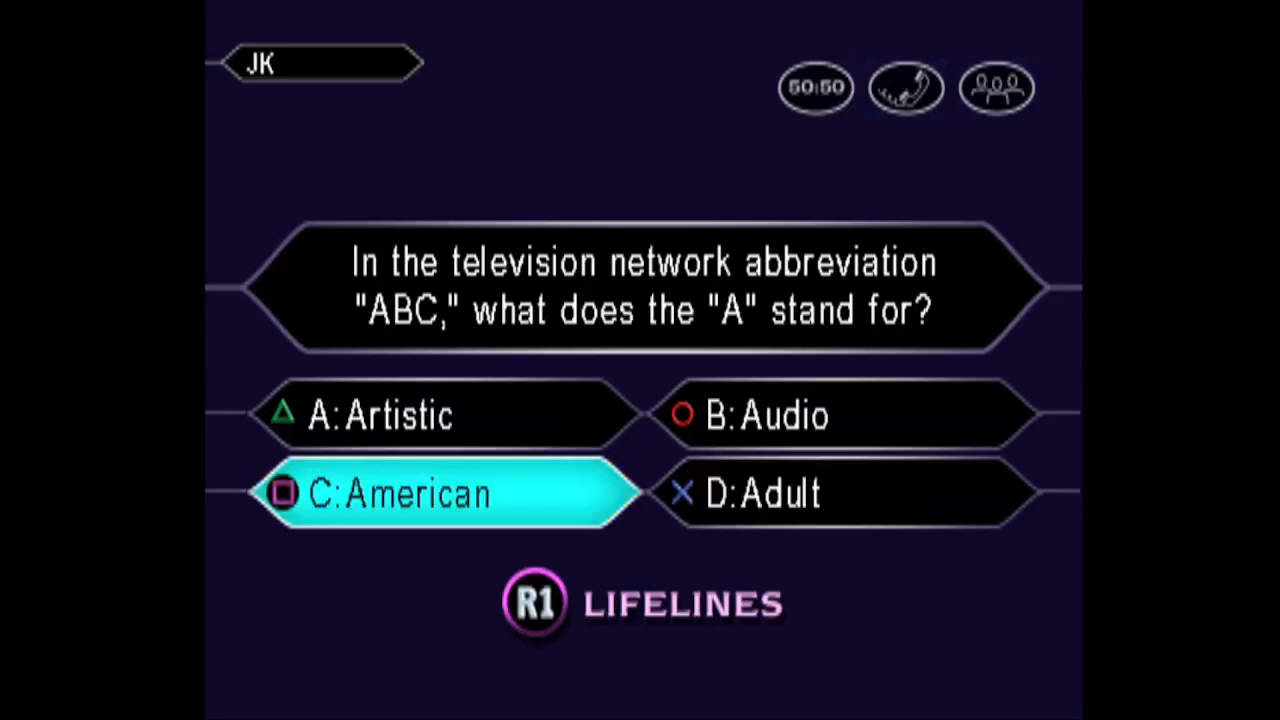 JK
50:50
In the television network abbreviation
"ABC," what does the "A" stand for?
A: Artistic
B: Audio
C: American
D: Adult
R1 LIFELINES